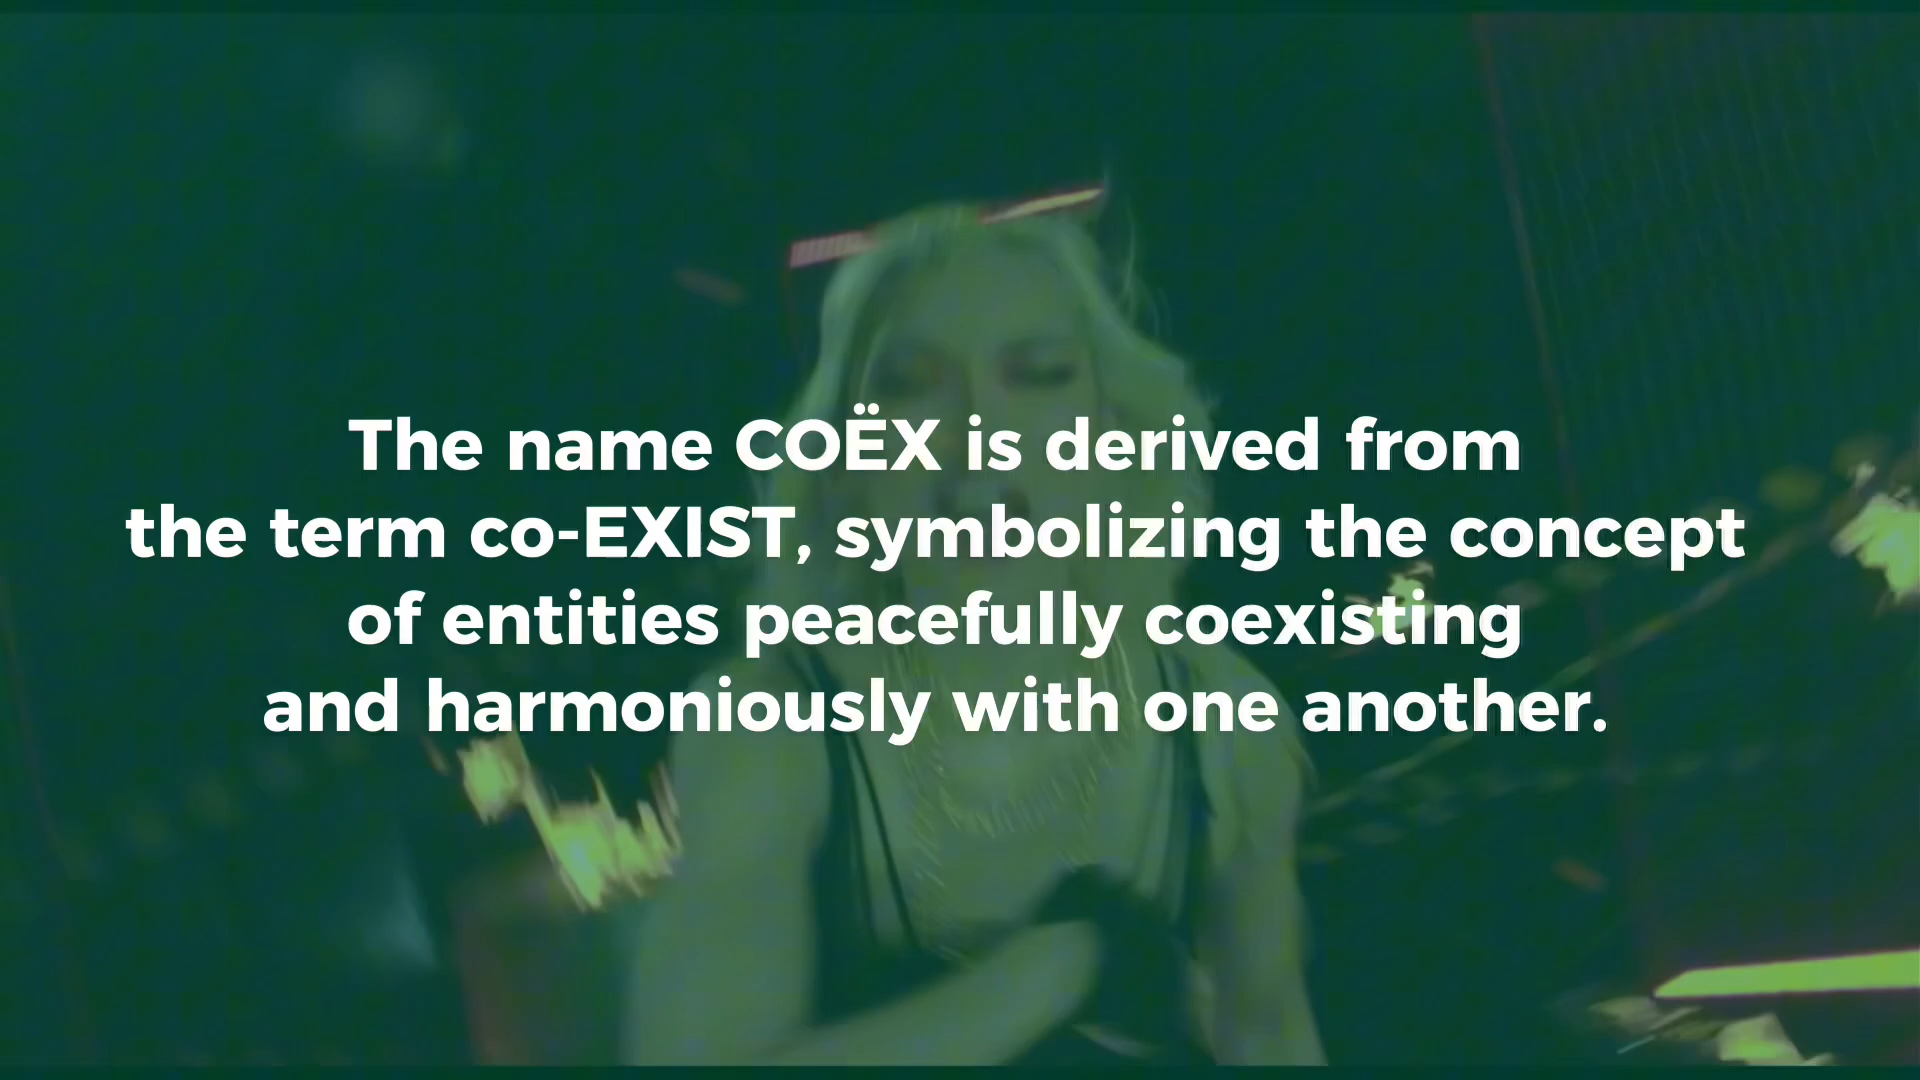 The name COËX is derived from
the term co-EXIST, symbolizing the concept
of entities peacefully coexisting
and harmoniously with one another.